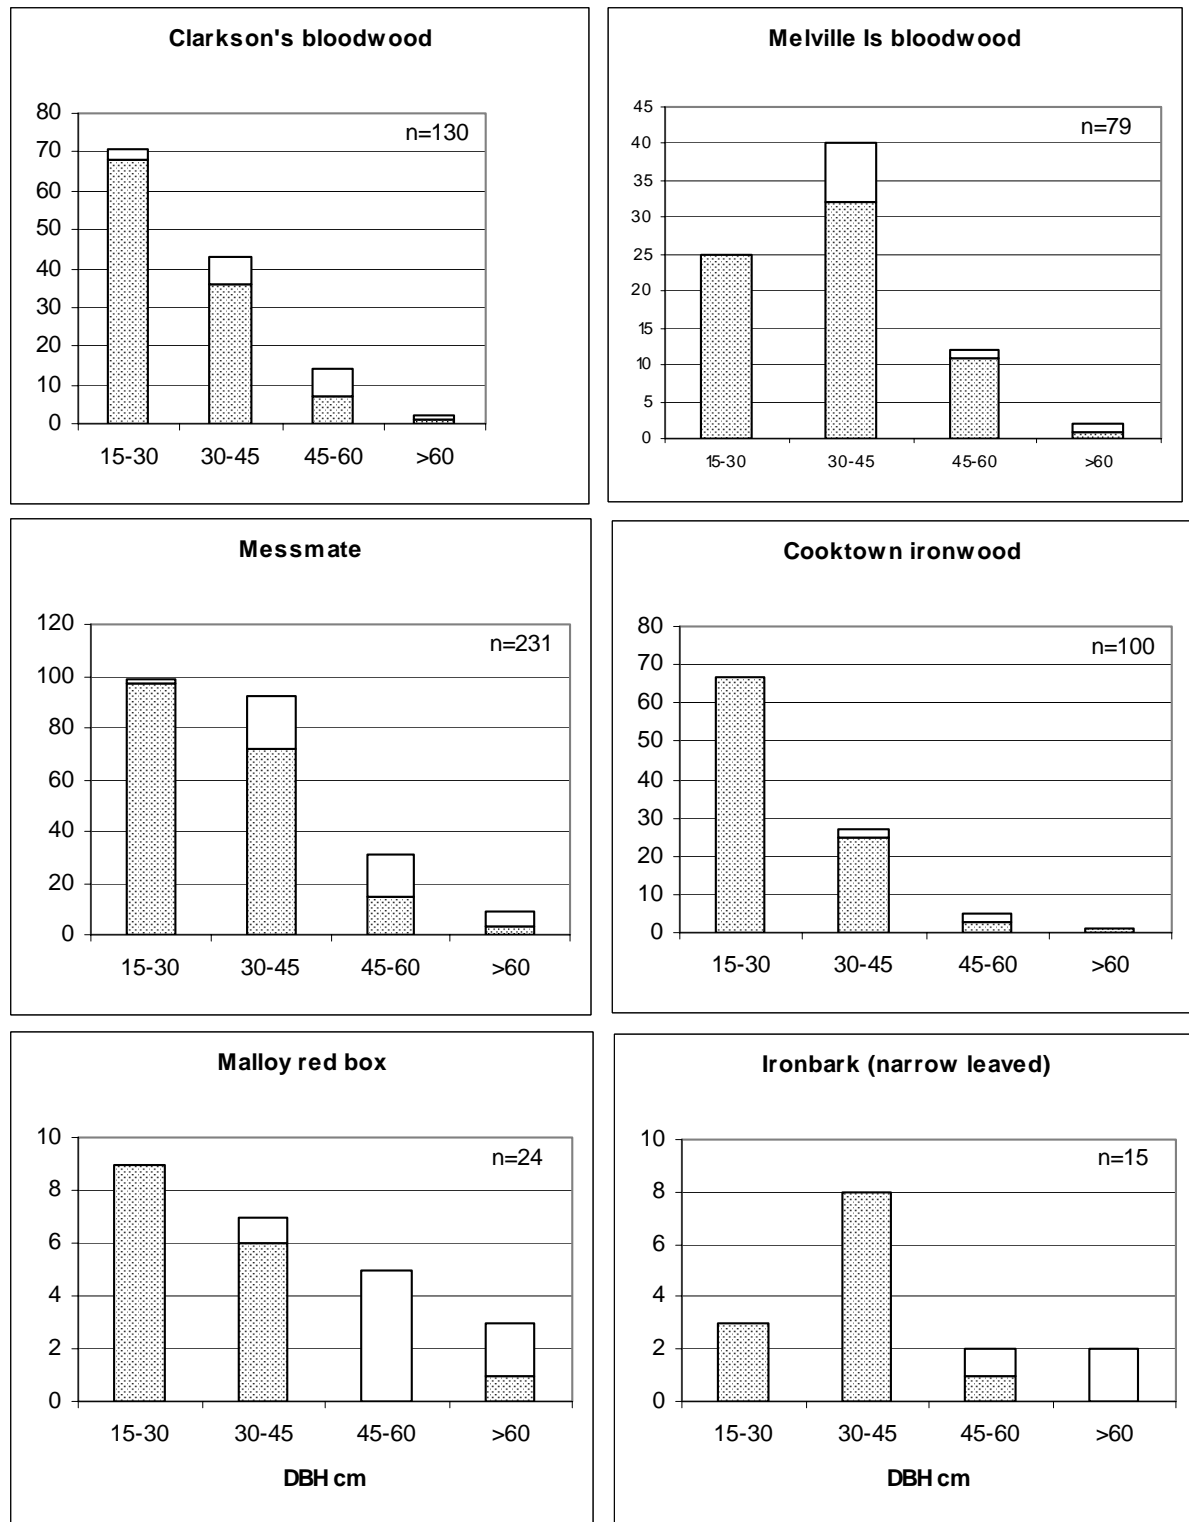 Clarkson's bloodwood
n=130
80
70
60
50
40
30
20
10
0
15-30 30-45 45-60 >60
Melville Is bloodwood
n=79
45
40
35
30
25
20
15
10
5
0
15-30 30-45 45-60 >60
Messmate
n=231
120
100
80
60
40
20
0
15-30 30-45 45-60 >60
Cooktown ironwood
n=100
80
70
60
50
40
30
20
10
0
15-30 30-45 45-60 >60
Malloy red box
n=24
10
8
6
4
2
0
15-30 30-45 45-60 >60
DBH cm
Ironbark (narrow leaved)
n=15
10
8
6
4
2
0
15-30 30-45 45-60 >60
DBH cm